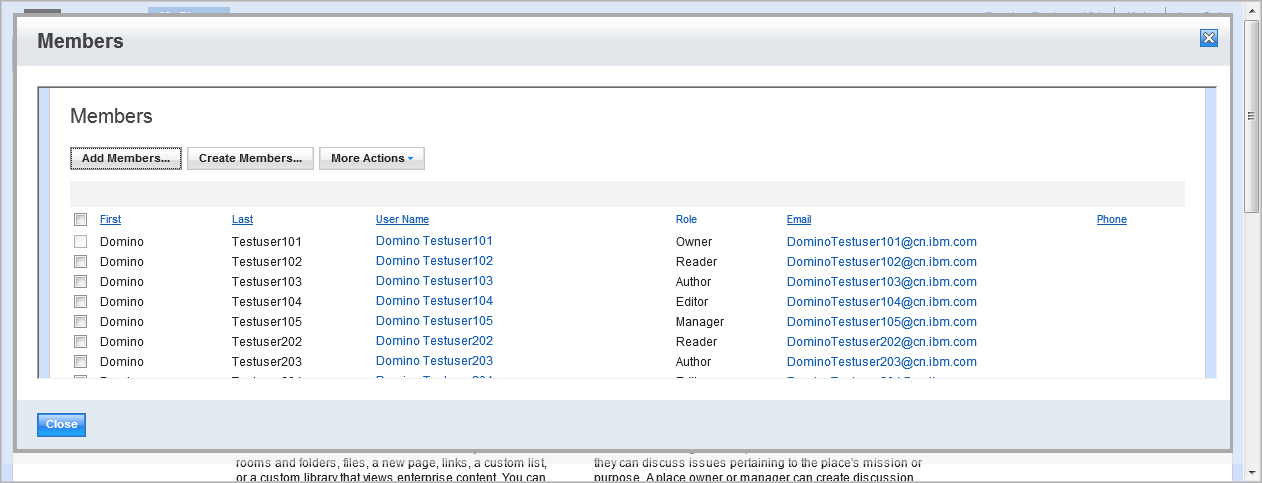 Members
Members
Add Members... Create Members... More Actions
First Last User Name Role Email Phone
Domino Testuser101 Domino Testuser101 Owner DominoTestuser101@cn.ibm.com
Domino Testuser102 Domino Testuser102 Reader DominoTestuser102@cn.ibm.com
Domino Testuser103 Domino Testuser103 Author DominoTestuser103@cn.ibm.com
Domino Testuser104 Domino Testuser104 Editor DominoTestuser104@cn.ibm.com
Domino Testuser105 Domino Testuser105 Manager DominoTestuser105@cn.ibm.com
Domino Testuser202 Domino Testuser202 Reader DominoTestuser202@cn.ibm.com
Domino Testuser203 Domino Testuser203 Author DominoTestuser203@cn.ibm.com
Close
rooms and folders, files, a new page, links, a custom list,
or a custom library that views enterprise content. You can
they can discuss issues pertaining to the place's mission or
purpose. A place owner or manager can create discussion